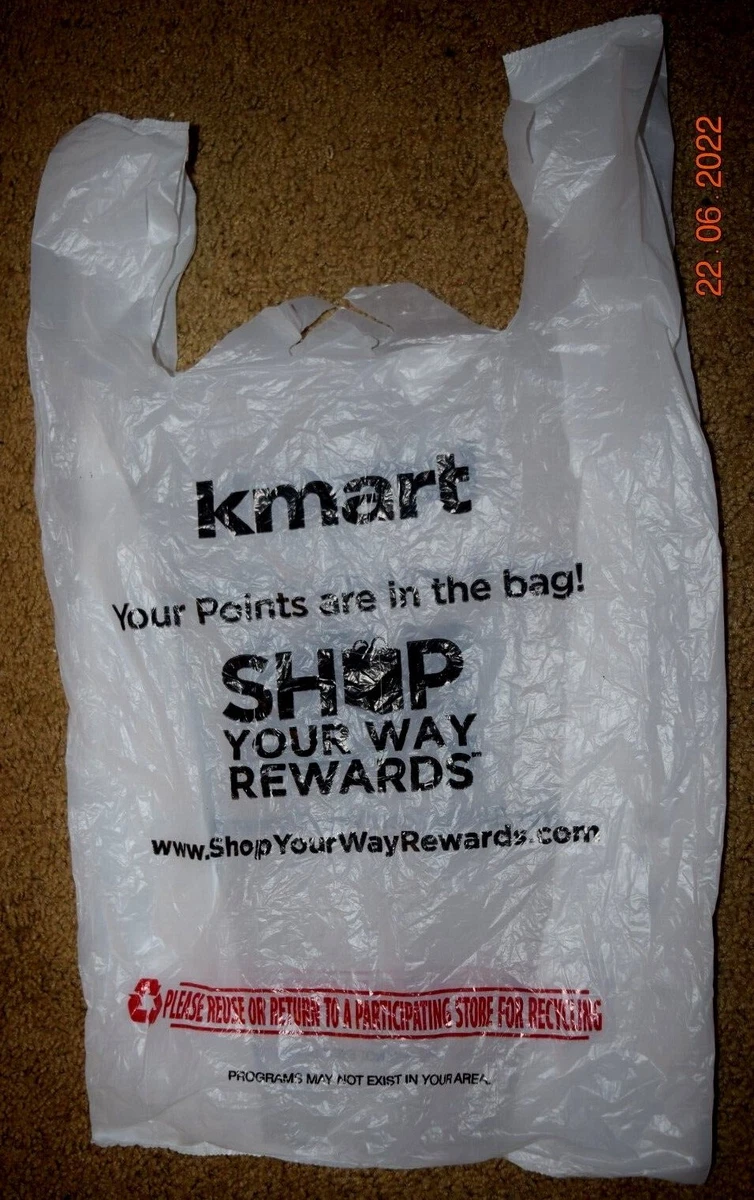 22.06 2022
kmart
Your Points are in the bag!
SHOP
YOUR WAY
REWARDS℠
www.ShopYourWayRewards.com
PLEASE REUSE OR RETURN TO A PARTICIPATING STORE FOR RECYCLING
PROGRAMS MAY NOT EXIST IN YOUR AREA.